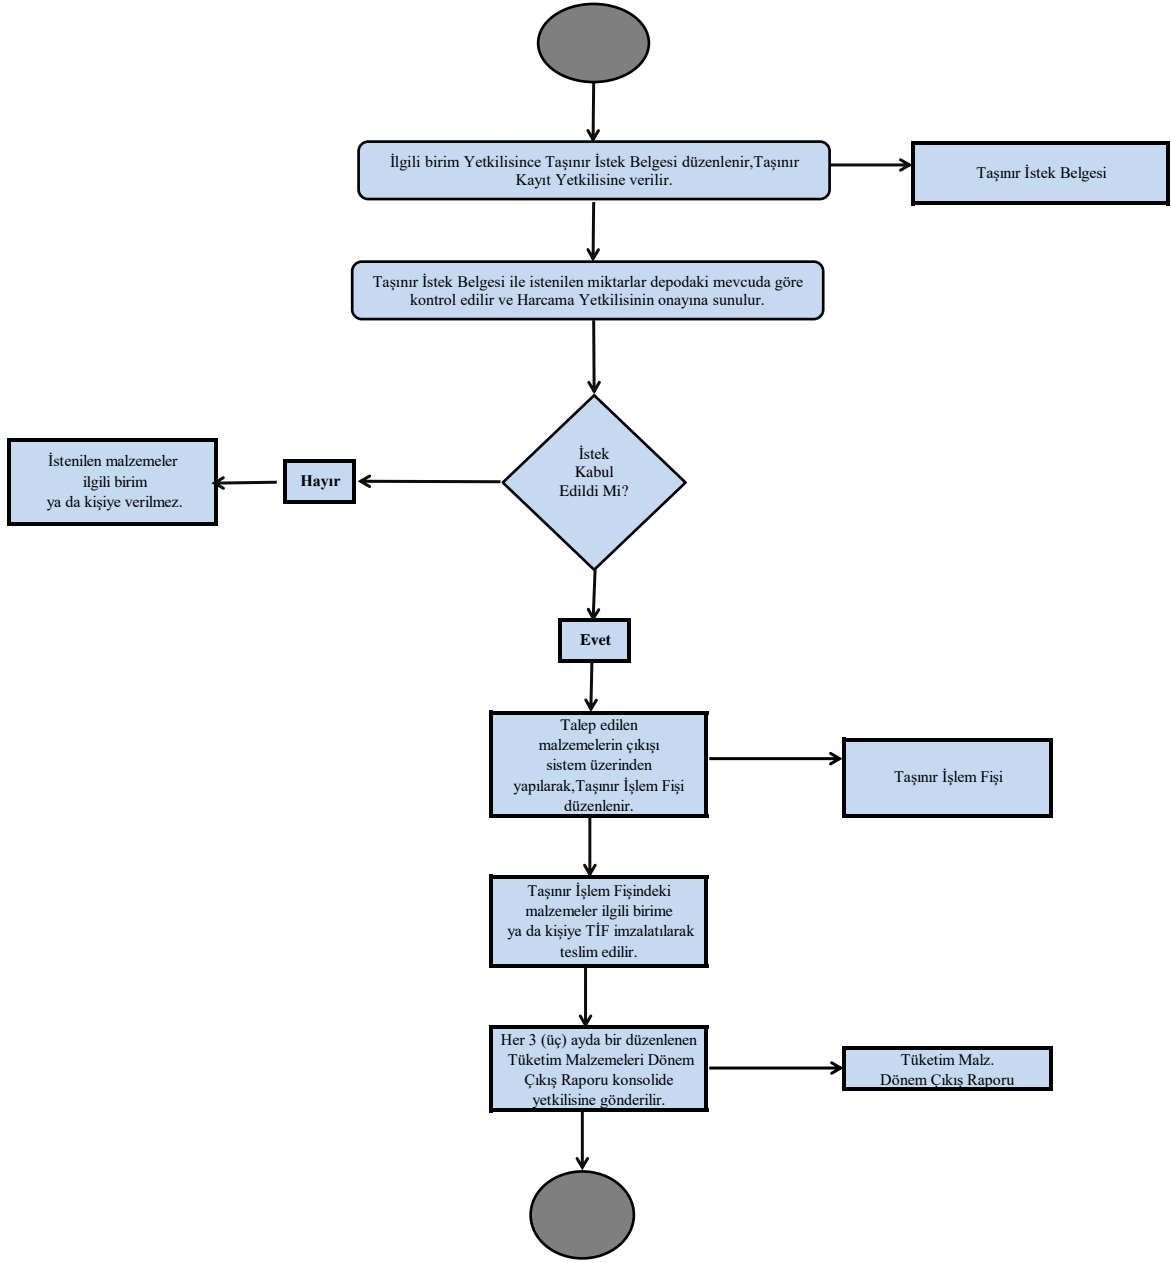 İlgili birim Yetkilisince Taşınır İstek Belgesi düzenlenir,Taşınır
Kayıt Yetkilisine verilir.
Taşınır İstek Belgesi
Taşınır İstek Belgesi ile istenilen miktarlar depodaki mevcuda göre
kontrol edilir ve Harcama Yetkilisinin onayına sunulur.
İstek
Kabul
Edildi Mi?
Hayır
İstenilen malzemeler
ilgili birim
ya da kişiye verilmez.
Evet
Talep edilen
malzemelerin çıkışı
sistem üzerinden
yapılarak,Taşınır İşlem Fişi
düzenlenir.
Taşınır İşlem Fişi
Taşınır İşlem Fişindeki
malzemeler ilgili birime
ya da kişiye TİF imzalatılarak
teslim edilir.
Her 3 (üç) ayda bir düzenlenen
Tüketim Malzemeleri Dönem
Çıkış Raporu konsolide
yetkilisine gönderilir.
Tüketim Malz.
Dönem Çıkış Raporu